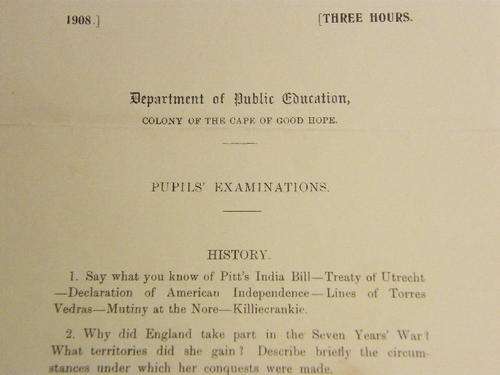 1908.] [THREE HOURS.
Department of Public Education,
COLONY OF THE CAPE OF GOOD HOPE.
PUPILS' EXAMINATIONS.
HISTORY.
1. Say what you know of Pitt's India Bill—Treaty of Utrecht
—Declaration of American Independence—Lines of Torres
Vedras—Mutiny at the Nore—Killiecrankie.
2. Why did England take part in the Seven Years' War?
What territories did she gain? Describe briefly the circum-
stances under which her conquests were made.